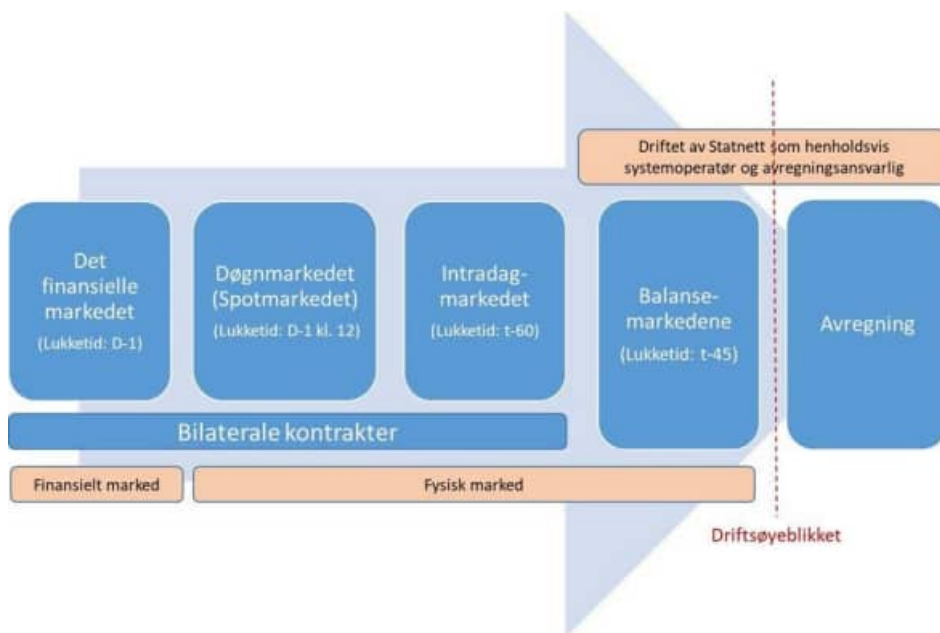 Driftet av Statnett som henholdsvis
systemoperatør og avregningsansvarlig
Det
finansielle
markedet
(Lukketid: D-1)
Døgnmarkedet
(Spotmarkedet)
(Lukketid: D-1 kl. 12)
Intradag-
markedet
(Lukketid: t-60)
Balanse-
markedene
(Lukketid: t-45)
Avregning
Bilaterale kontrakter
Finansielt marked
Fysisk marked
Driftsøyeblikket